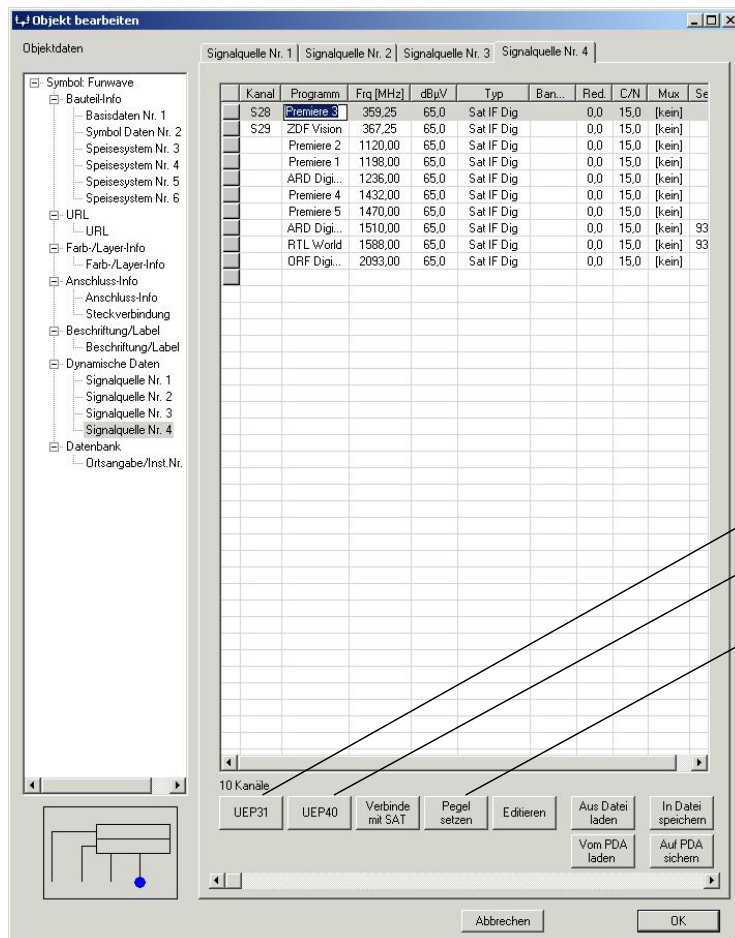 Objekt bearbeiten
Objektdaten
Signalquelle Nr. 1 Signalquelle Nr. 2 Signalquelle Nr. 3 Signalquelle Nr. 4
Symbol: Funwave
Bauteil-Info
Basisdaten Nr. 1
Symbol Daten Nr. 2
Speisesystem Nr. 3
Speisesystem Nr. 4
Speisesystem Nr. 5
Speisesystem Nr. 6
URL
URL
Farb-/Layer-Info
Farb-/Layer-Info
Anschluss-Info
Anschluss-Info
Steckverbindung
Beschriftung/Label
Beschriftung/Label
Dynamische Daten
Signalquelle Nr. 1
Signalquelle Nr. 2
Signalquelle Nr. 3
Signalquelle Nr. 4
Datenbank
Ortsangabe/Inst.Nr.
Kanal Programm Frq [MHz] dBµV Typ Ban... Red. C/N Mux Se
S28 Premiere 3 359,25 65,0 Sat IF Dig 0,0 15,0 [kein]
S29 ZDF Vision 367,25 65,0 Sat IF Dig 0,0 15,0 [kein]
Premiere 2 1120,00 65,0 Sat IF Dig 0,0 15,0 [kein]
Premiere 1 1198,00 65,0 Sat IF Dig 0,0 15,0 [kein]
ARD Digi... 1236,00 65,0 Sat IF Dig 0,0 15,0 [kein]
Premiere 4 1432,00 65,0 Sat IF Dig 0,0 15,0 [kein]
Premiere 5 1470,00 65,0 Sat IF Dig 0,0 15,0 [kein]
ARD Digi... 1510,00 65,0 Sat IF Dig 0,0 15,0 [kein] 93
RTL World 1588,00 65,0 Sat IF Dig 0,0 15,0 [kein] 93
ORF Digi... 2093,00 65,0 Sat IF Dig 0,0 15,0 [kein]
10 Kanäle
UEP31
UEP40
Verbinde
mit SAT
Pegel
setzen
Editieren
Aus Datei
laden
In Datei
speichern
Vom PDA
laden
Auf PDA
sichern
Abbrechen
OK